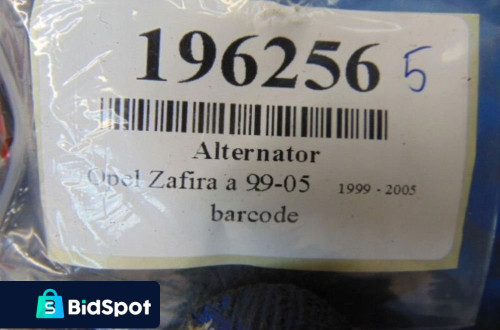 196256 5
Alternator
Opel Zafira a 99-05 1999 - 2005
barcode
S BidSpot